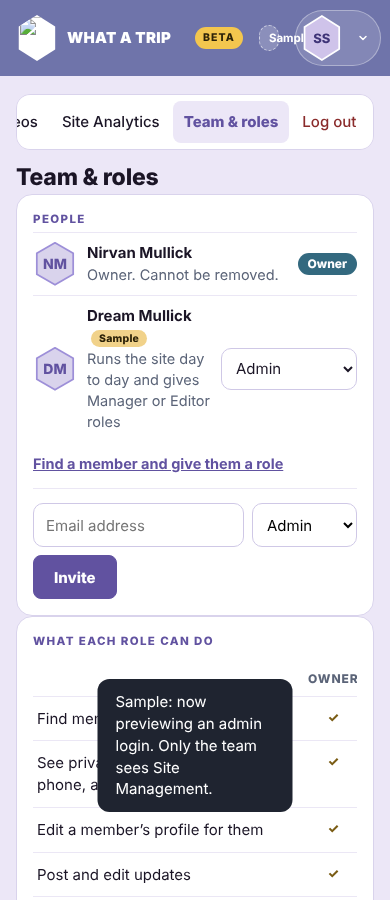 WHAT A TRIP
BETA
Sampl
SS
eos
Site Analytics
Team & roles
Log out
Team & roles
PEOPLE
NM
Nirvan Mullick
Owner. Cannot be removed.
Owner
DM
Dream Mullick
Sample
Runs the site day
to day and gives
Manager or Editor
roles
Admin
Find a member and give them a role
Email address
Admin
Invite
WHAT EACH ROLE CAN DO
OWNER
Sample: now
previewing an admin
login. Only the team
sees Site
Management.
Find mem
See priva
phone, a
Edit a member’s profile for them
Post and edit updates